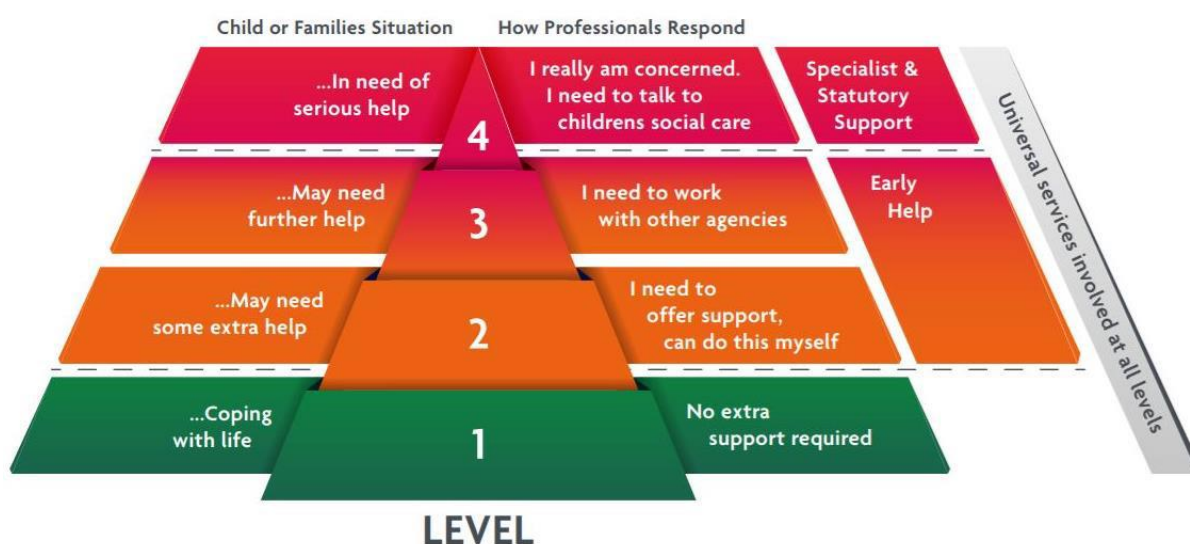 Child or Families Situation
How Professionals Respond
...In need of
serious help
4
I really am concerned.
I need to talk to
childrens social care
Specialist &
Statutory
Support
...May need
further help
3
I need to work
with other agencies
Early
Help
...May need
some extra help
2
I need to
offer support,
can do this myself
...Coping
with life
1
No extra
support required
Universal services involved at all levels
LEVEL